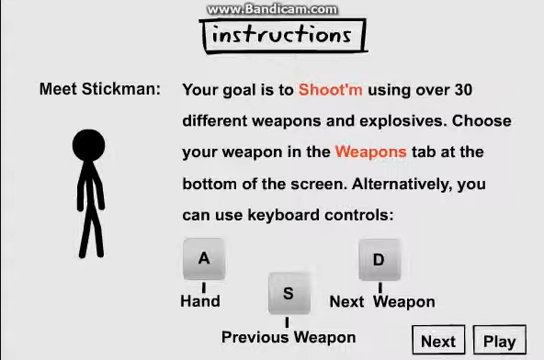 www.Bandicam.com
instructions
Meet Stickman:
Your goal is to Shoot'm using over 30
different weapons and explosives. Choose
your weapon in the Weapons tab at the
bottom of the screen. Alternatively, you
can use keyboard controls:
A
S
D
Hand
Next Weapon
Previous Weapon
Next
Play